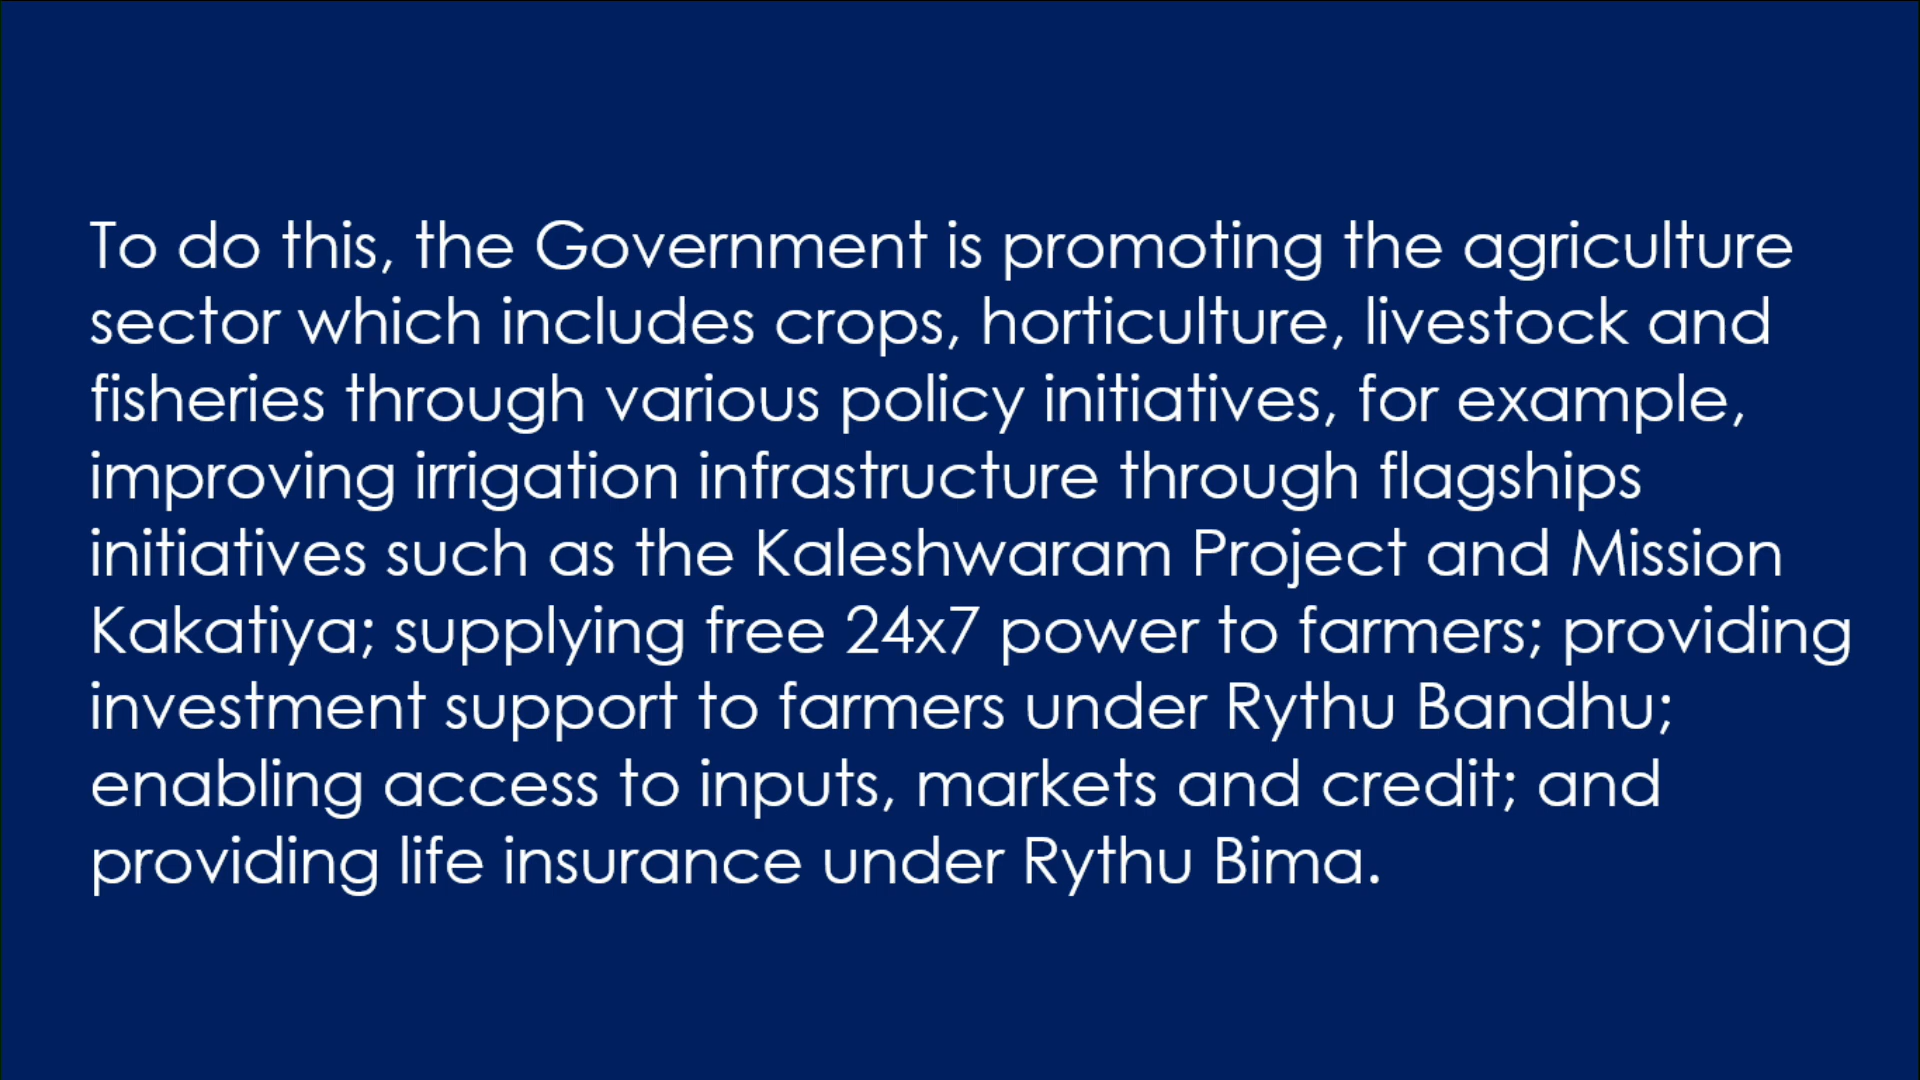 To do this, the Government is promoting the agriculture
sector which includes crops, horticulture, livestock and
fisheries through various policy initiatives, for example,
improving irrigation infrastructure through flagships
initiatives such as the Kaleshwaram Project and Mission
Kakatiya; supplying free 24x7 power to farmers; providing
investment support to farmers under Rythu Bandhu;
enabling access to inputs, markets and credit; and
providing life insurance under Rythu Bima.